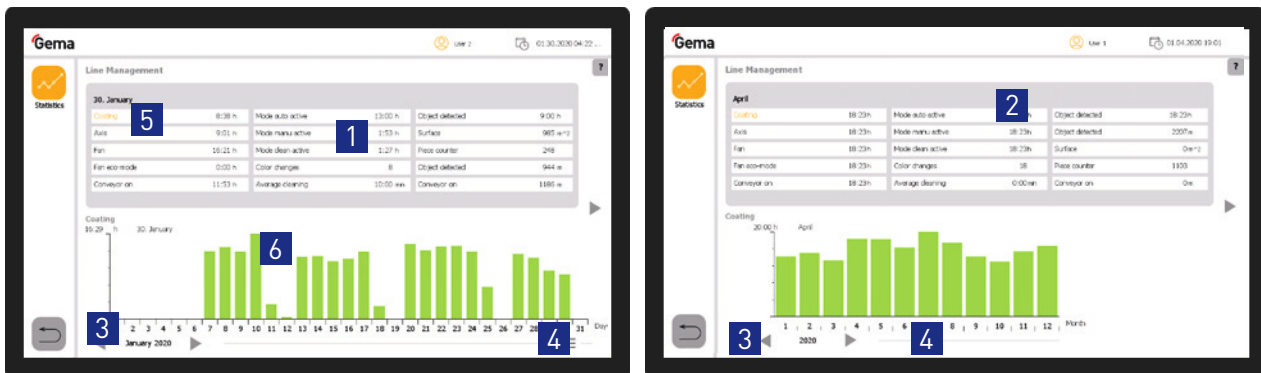 Gema
User 2
01.30.2020 04:22 ...
Statistics
Line Management
?
30. January
Coating 8:38 h Mode auto active 13:00 h Object detected 9:00 h
5
Axis 9:01 h Mode manu active 1:53 h Surface 985 m^2
1
Fan 16:21 h Mode clean active 1:27 h Piece counter 248
Fan eco-mode 0:00 h Color changes 8 Object detected 944 m
Conveyor on 11:53 h Average cleaning 10:00 min Conveyor on 1186 m
Coating
16:29 h 30. January
6
3
2 3 4 5 6 7 8 9 10 11 12 13 14 15 16 17 18 19 20 21 22 23 24 25 26 27 28 31 Day
4
January 2020
Gema
User 1
01.04.2020 19:01
Statistics
Line Management
?
April
2
Coating 18:23h Mode auto active h Object detected 18:23h
Axis 18:23h Mode manu active 18:23h Object detected 2207m
Fan 18:23h Mode clean active 18:23h Surface 0m^2
Fan eco-mode 18:23h Color changes 18 Piece counter 1103
Conveyor on 18:23h Average cleaning 0:00min Conveyor on 0m
Coating
20:00 h April
1 2 3 4 5 6 8 9 10 11 12 Month
3
2020
4